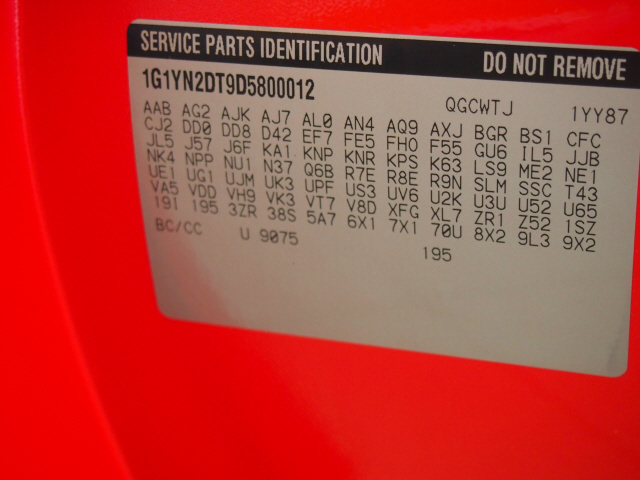 SERVICE PARTS IDENTIFICATION DO NOT REMOVE
1G1YN2DT9D5800012 QGCWTJ 1YY87
AAB AG2 AJK AJ7 AL0 AN4 AQ9 AXJ BGR BS1 CFC
CJ2 DD0 DD8 D42 EF7 FE5 FHO F55 GU6 IL5 JJB
JL5 J57 J6F KA1 KNP KNR KPS K63 LS9 ME2 NE1
NK4 NPP NU1 N37 Q6B R7E R8E R9N SLM SSC T43
UE1 UG1 UJM UK3 UPF US3 UV6 U2K U3U U52 U65
VA5 VDD VH9 VK3 VT7 V8D XFG XL7 ZR1 Z52 1SZ
19I 195 3ZR 38S 5A7 6X1 7X1 70U 8X2 9L3 9X2
BC/CC U 9075 195